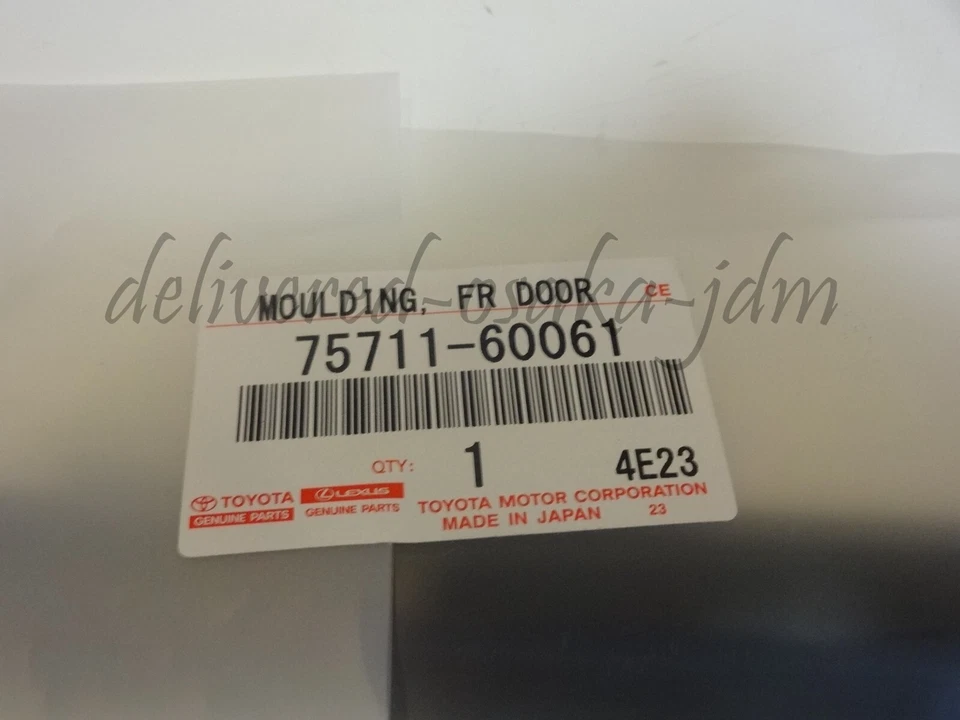 delivered-osaka-jdm
MOULDING, FR DOOR CE
75711-60061
QTY: 1 4E23
TOYOTA
GENUINE PARTS
LEXUS
GENUINE PARTS
TOYOTA MOTOR CORPORATION
MADE IN JAPAN 23